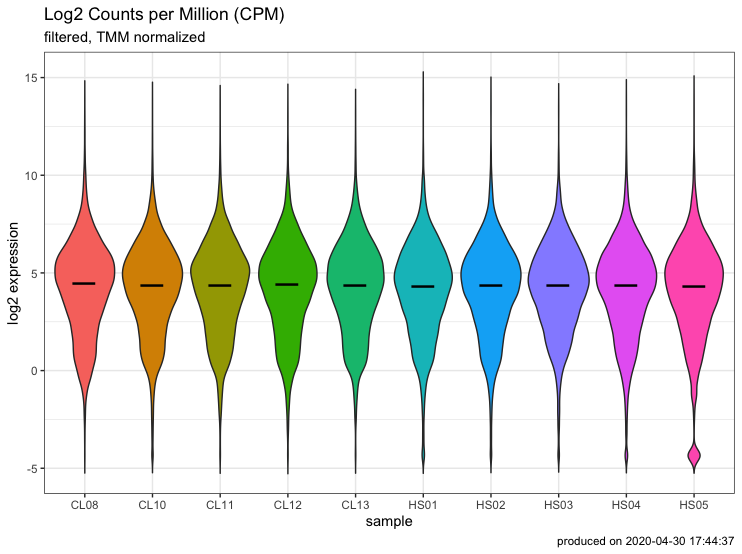 Log2 Counts per Million (CPM)
filtered, TMM normalized
15
10
5
0
-5
log2 expression
CL08 CL10 CL11 CL12 CL13 HS01 HS02 HS03 HS04 HS05
sample
produced on 2020-04-30 17:44:37